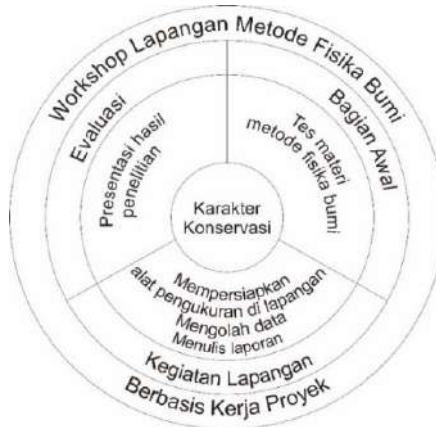 Workshop Lapangan Metode Fisika Bumi
Evaluasi
Bagian Awal
Presentasi hasil
penelitian
Tes materi
metode fisika bumi
Karakter
Konservasi
Mempersiapkan
alat pengukuran di lapangan
Mengolah data
Menulis laporan
Kegiatan Lapangan
Berbasis Kerja Proyek